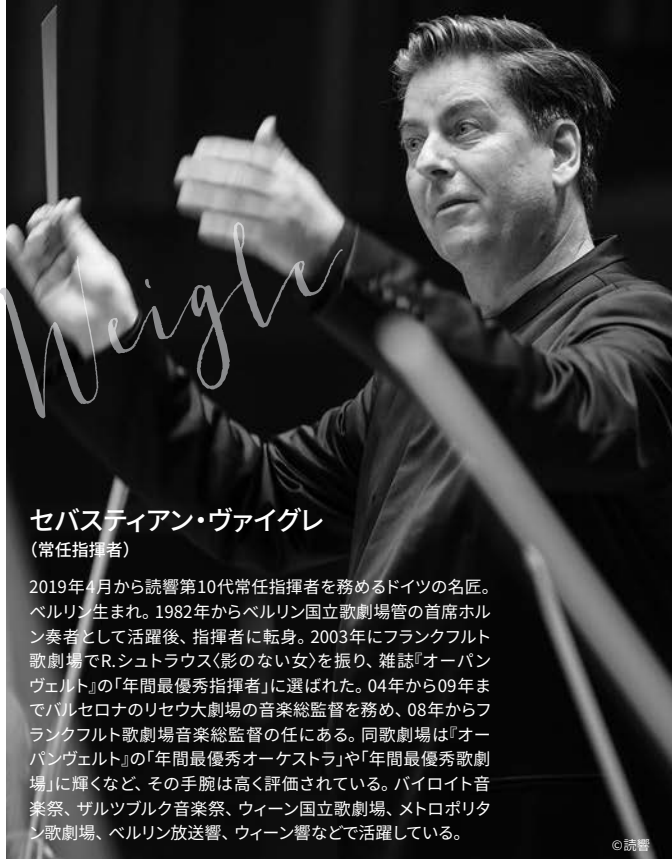 Weigle
セバスティアン・ヴァイグレ
（常任指揮者）
2019年4月から読響第10代常任指揮者を務めるドイツの名匠。
ベルリン生まれ。1982年からベルリン国立歌劇場管の首席ホル
ン奏者として活躍後、指揮者に転身。2003年にフランクフルト
歌劇場でR.シュトラウス〈影のない女〉を振り、雑誌『オーパン
ヴェルト』の「年間最優秀指揮者」に選ばれた。04年から09年ま
でバルセロナのリセウ大劇場の音楽総監督を務め、08年からフ
ランクフルト歌劇場音楽総監督の任にある。同歌劇場は『オー
パンヴェルト』の「年間最優秀オーケストラ」や「年間最優秀歌劇
場」に輝くなど、その手腕は高く評価されている。バイロイト音
楽祭、ザルツブルク音楽祭、ウィーン国立歌劇場、メトロポリタ
ン歌劇場、ベルリン放送響、ウィーン響などで活躍している。
©読響